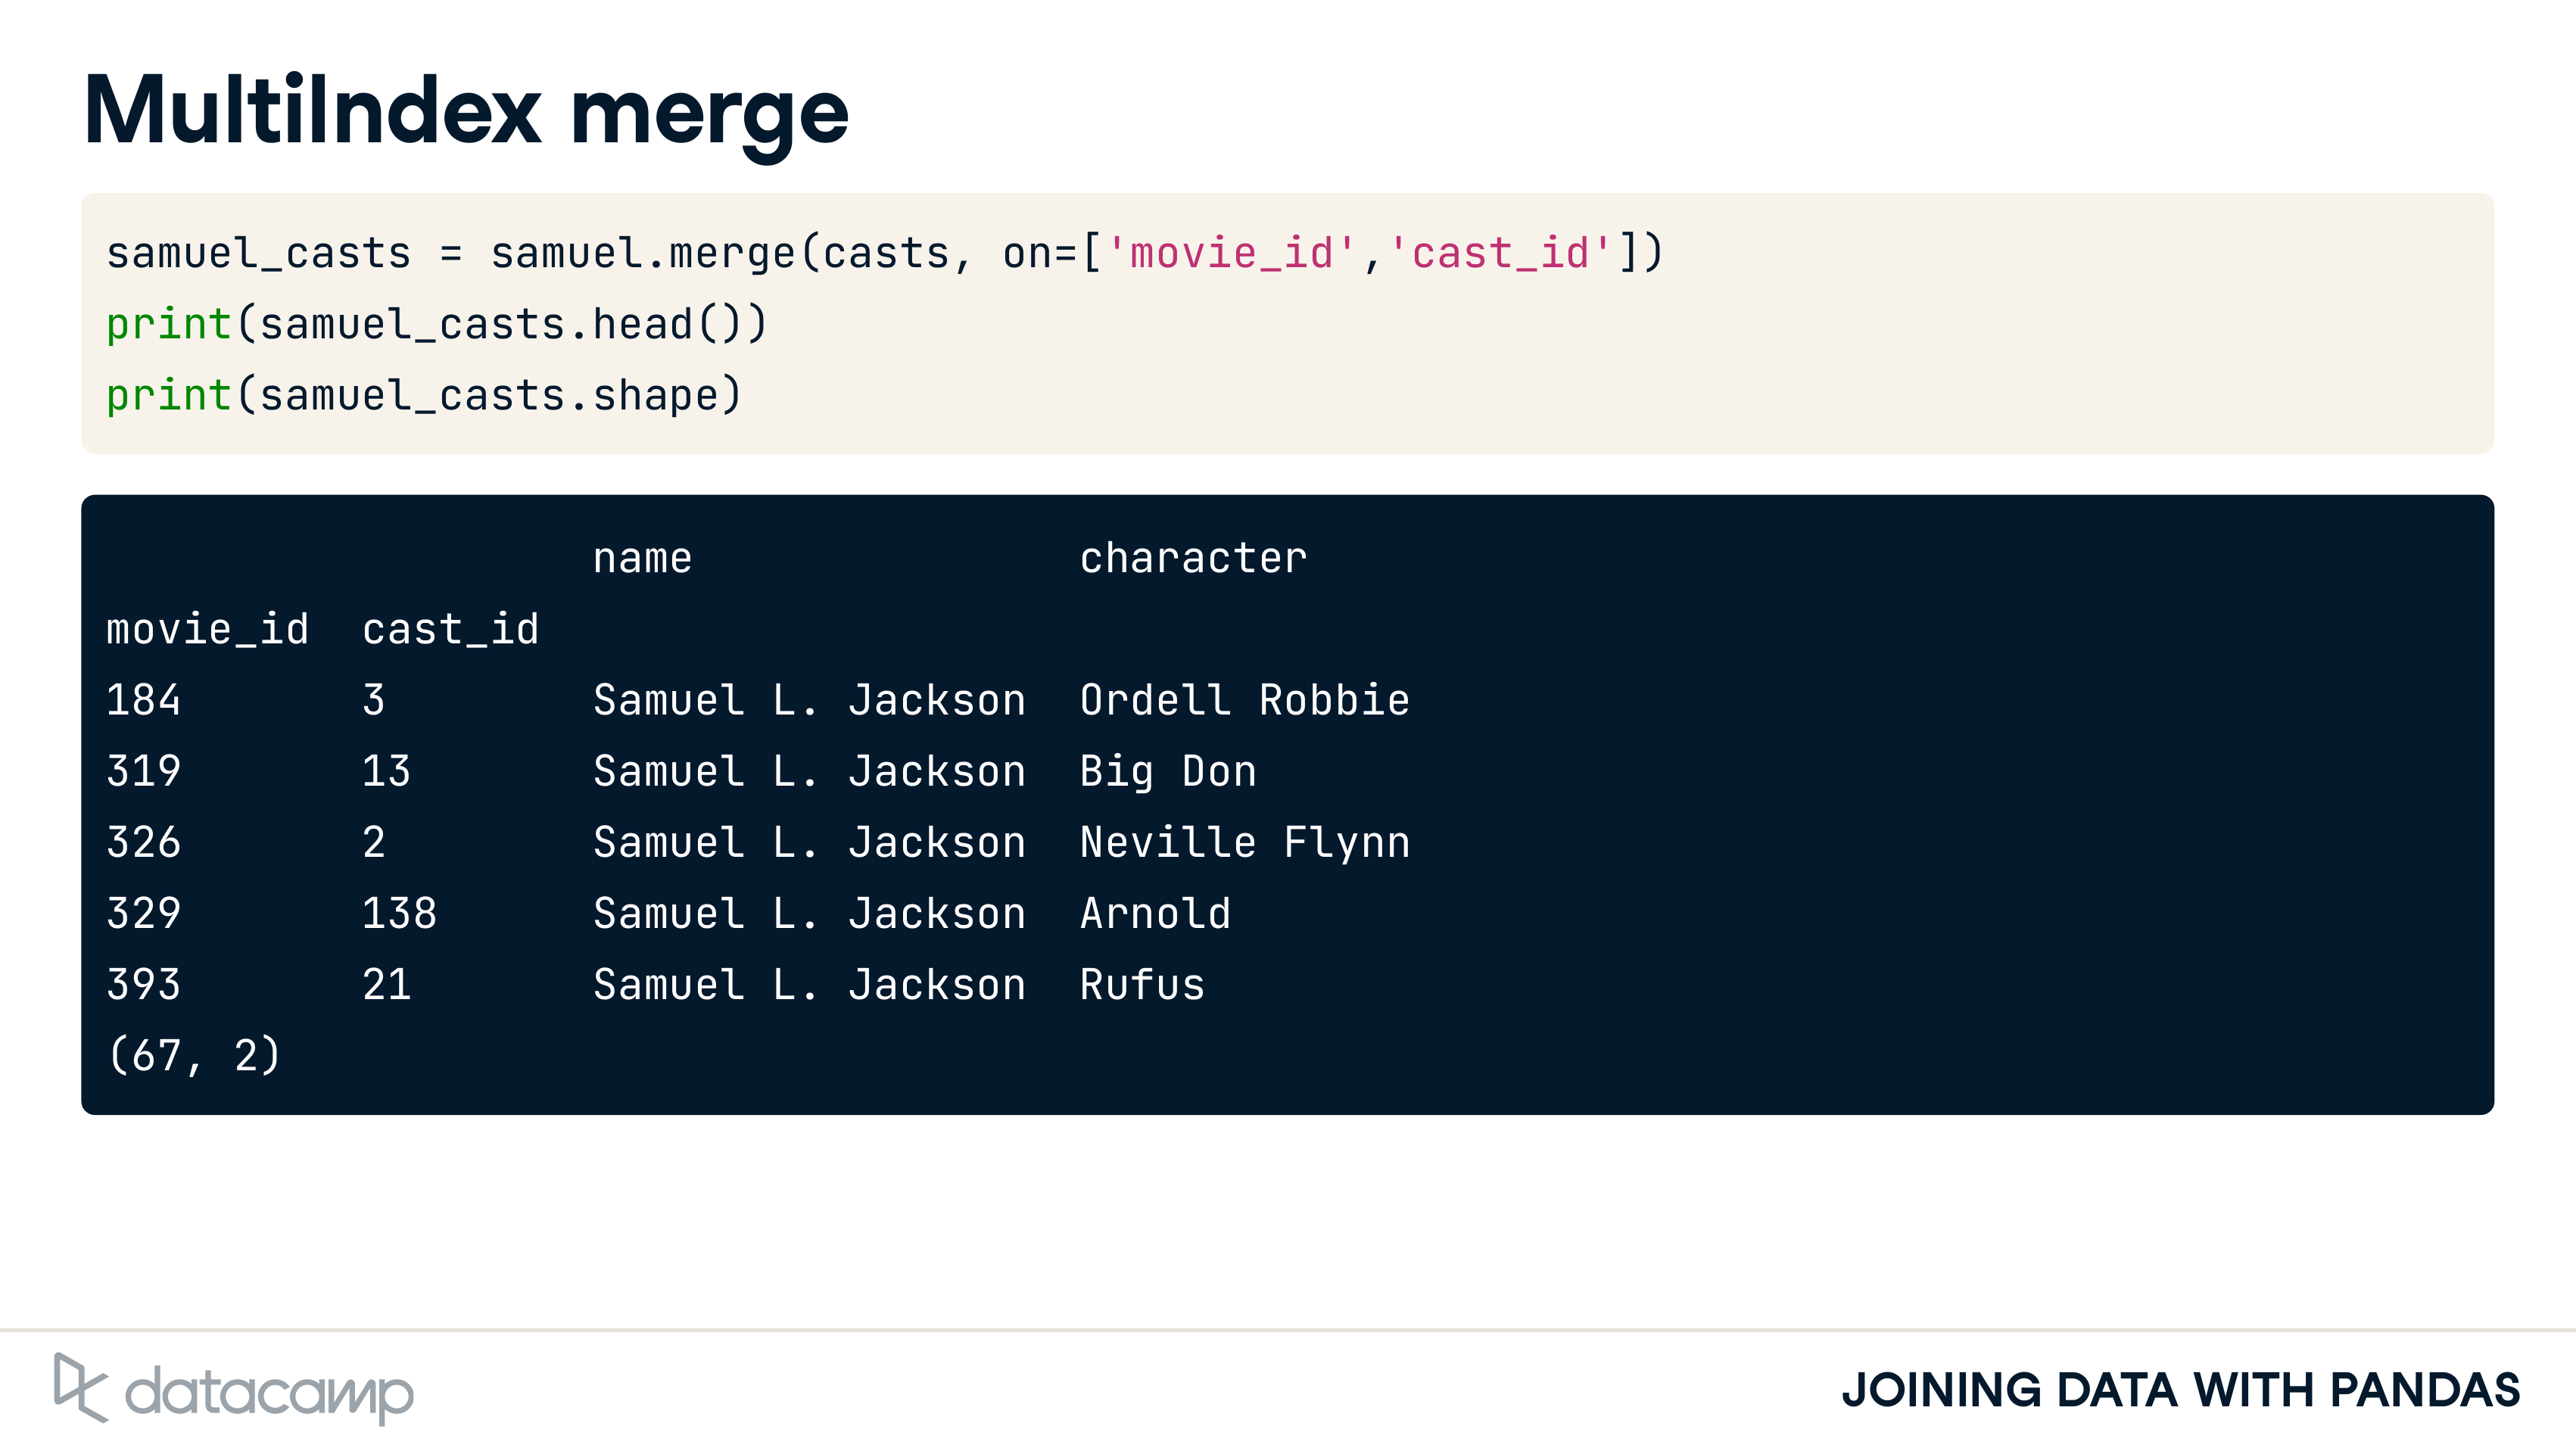 MultiIndex merge
samuel_casts = samuel.merge(casts, on=['movie_id','cast_id'])
print(samuel_casts.head())
print(samuel_casts.shape)
name character
movie_id cast_id
184 3 Samuel L. Jackson Ordell Robbie
319 13 Samuel L. Jackson Big Don
326 2 Samuel L. Jackson Neville Flynn
329 138 Samuel L. Jackson Arnold
393 21 Samuel L. Jackson Rufus
(67, 2)
datacamp
JOINING DATA WITH PANDAS